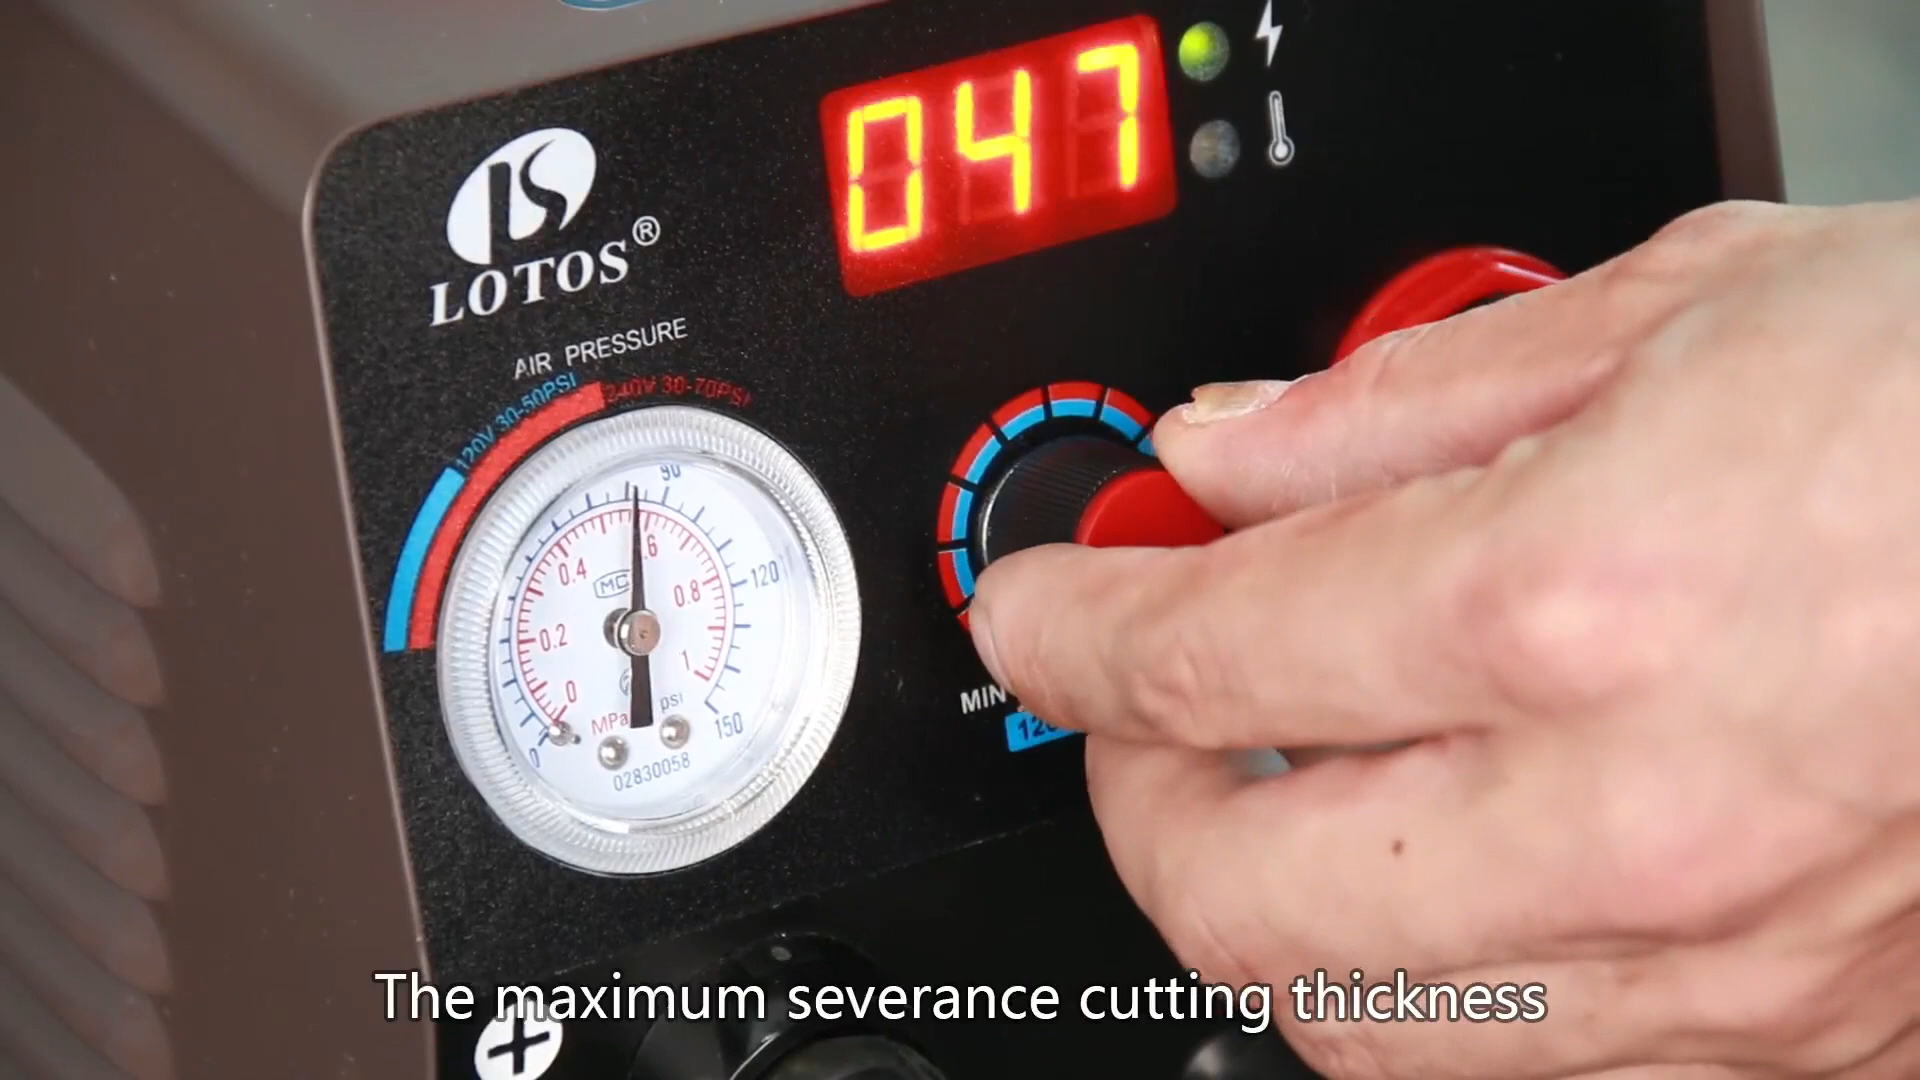 047
LOTOS®
AIR PRESSURE
120V 30-50PSI
240V 30-70PSI
90
0.4
.6
MC
120
0.2
0.8
0
1
MPa
psi
0
150
02830058
MIN
The maximum severance cutting thickness